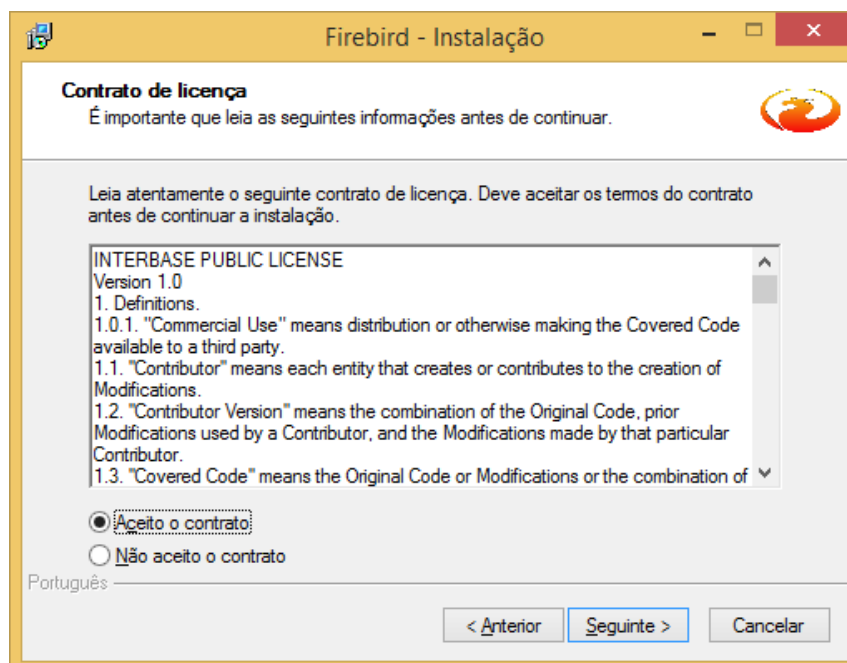 Firebird - Instalação
Contrato de licença
É importante que leia as seguintes informações antes de continuar.
Leia atentamente o seguinte contrato de licença. Deve aceitar os termos do contrato
antes de continuar a instalação.
INTERBASE PUBLIC LICENSE
Version 1.0
1. Definitions.
1.0.1. "Commercial Use" means distribution or otherwise making the Covered Code
available to a third party.
1.1. "Contributor" means each entity that creates or contributes to the creation of
Modifications.
1.2. "Contributor Version" means the combination of the Original Code, prior
Modifications used by a Contributor, and the Modifications made by that particular
Contributor.
1.3. "Covered Code" means the Original Code or Modifications or the combination of
Aceito o contrato
Não aceito o contrato
Português
< Anterior Seguinte > Cancelar